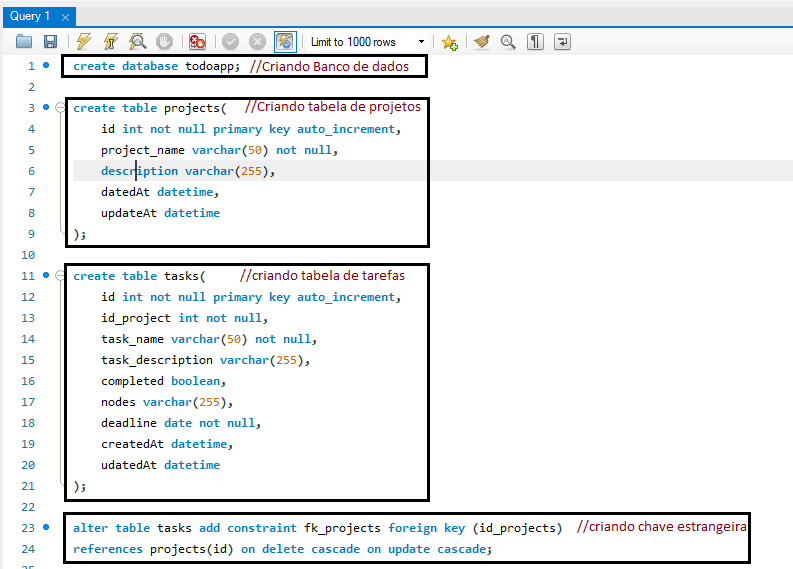 Query 1
Limit to 1000 rows
1 create database todoapp; //Criando Banco de dados
2
3 create table projects( //Criando tabela de projetos
4 id int not null primary key auto_increment,
5 project_name varchar(50) not null,
6 description varchar(255),
7 datedAt datetime,
8 updateAt datetime
9 );
10
11 create table tasks( //criando tabela de tarefas
12 id int not null primary key auto_increment,
13 id_project int not null,
14 task_name varchar(50) not null,
15 task_description varchar(255),
16 completed boolean,
17 nodes varchar(255),
18 deadline date not null,
19 createdAt datetime,
20 udatedAt datetime
21 );
22
23 alter table tasks add constraint fk_projects foreign key (id_projects) //criando chave estrangeira
24 references projects(id) on delete cascade on update cascade;